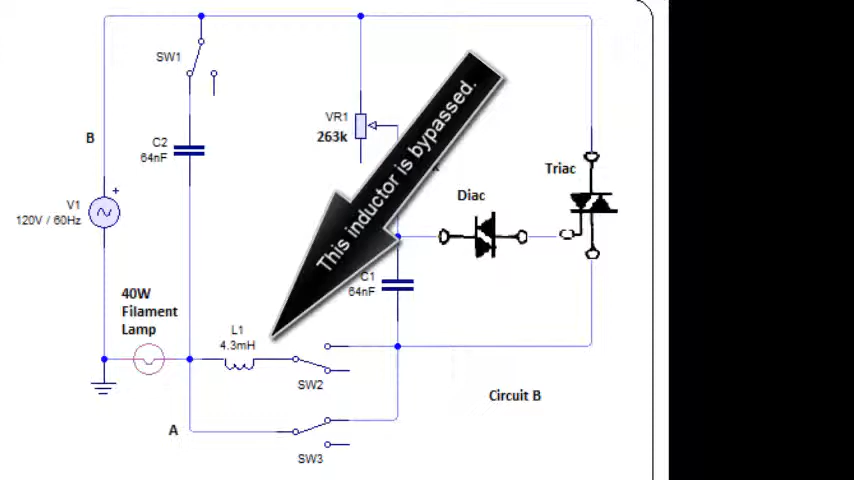 SW1
VR1
263k
B
C2
64nF
This inductor is bypassed.
Triac
Diac
V1
120V / 60Hz
C1
64nF
40W
Filament
Lamp
L1
4.3mH
SW2
Circuit B
A
SW3